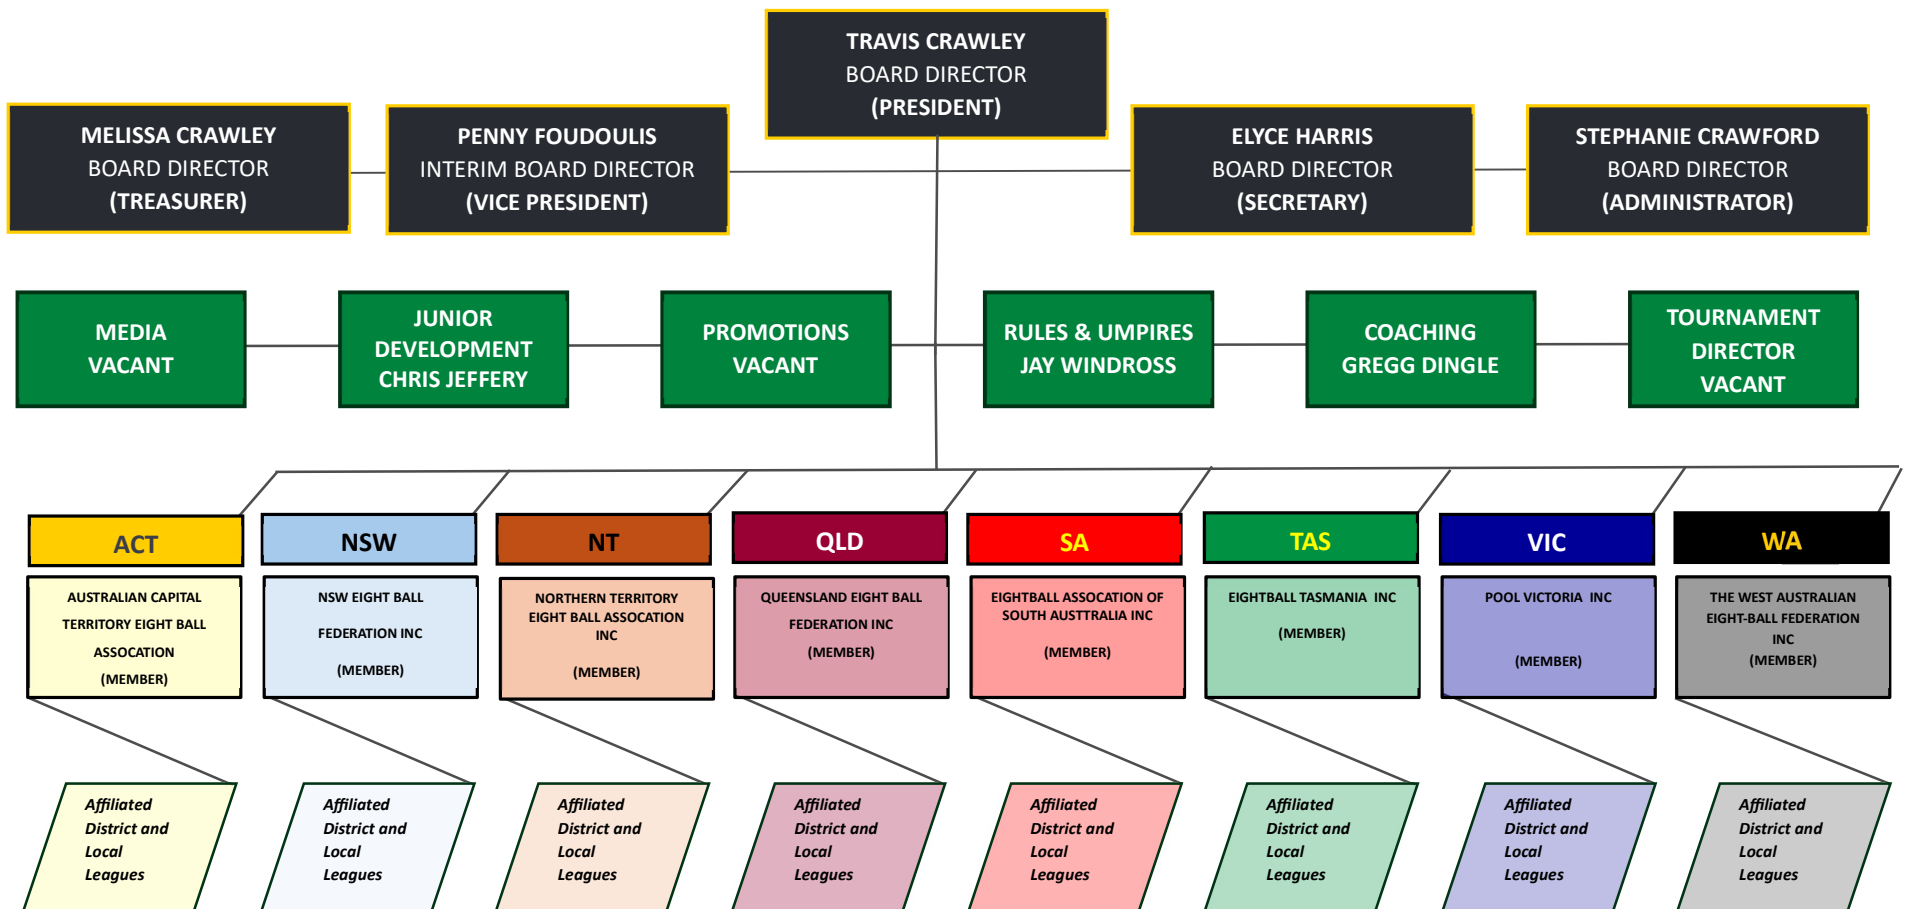 TRAVIS CRAWLEY
BOARD DIRECTOR
(PRESIDENT)
MELISSA CRAWLEY
BOARD DIRECTOR
(TREASURER)
PENNY FOUDOULIS
INTERIM BOARD DIRECTOR
(VICE PRESIDENT)
ELYCE HARRIS
BOARD DIRECTOR
(SECRETARY)
STEPHANIE CRAWFORD
BOARD DIRECTOR
(ADMINISTRATOR)
MEDIA
VACANT
JUNIOR
DEVELOPMENT
CHRIS JEFFERY
PROMOTIONS
VACANT
RULES & UMPIRES
JAY WINDROSS
COACHING
GREGG DINGLE
TOURNAMENT
DIRECTOR
VACANT
ACT
NSW
NT
QLD
SA
TAS
VIC
WA
AUSTRALIAN CAPITAL
TERRITORY EIGHT BALL
ASSOCATION
(MEMBER)
NSW EIGHT BALL
FEDERATION INC
(MEMBER)
NORTHERN TERRITORY
EIGHT BALL ASSOCATION
INC
(MEMBER)
QUEENSLAND EIGHT BALL
FEDERATION INC
(MEMBER)
EIGHTBALL ASSOCATION OF
SOUTH AUSTTRALIA INC
(MEMBER)
EIGHTBALL TASMANIA INC
(MEMBER)
POOL VICTORIA INC
(MEMBER)
THE WEST AUSTRALIAN
EIGHT-BALL FEDERATION
INC
(MEMBER)
Affiliated
District and
Local
Leagues
Affiliated
District and
Local
Leagues
Affiliated
District and
Local
Leagues
Affiliated
District and
Local
Leagues
Affiliated
District and
Local
Leagues
Affiliated
District and
Local
Leagues
Affiliated
District and
Local
Leagues
Affiliated
District and
Local
Leagues